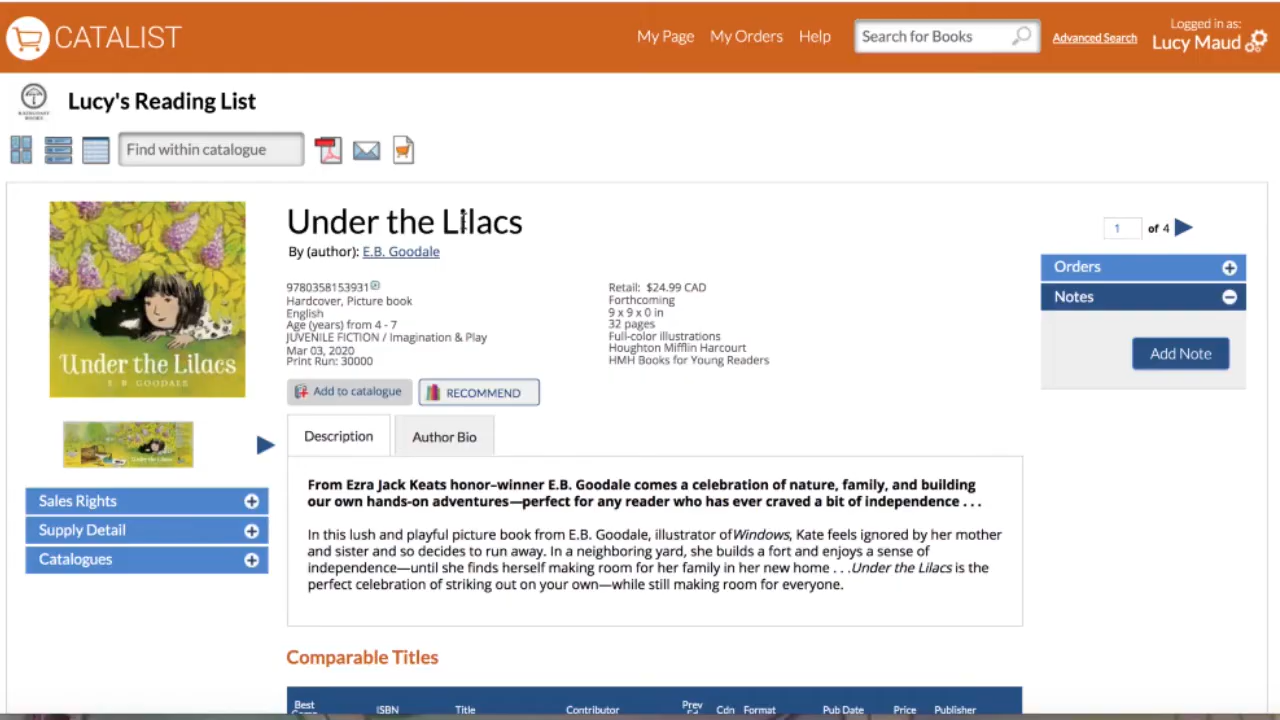 CATALIST
My Page My Orders Help
Search for Books
Advanced Search
Logged in as:
Lucy Maud
Lucy's Reading List
Find within catalogue
Under the Lilacs
E. B. GOODALE
Under the Lilacs
By (author): E.B. Goodale
9780358153931
Hardcover, Picture book
English
Age (years) from 4 - 7
JUVENILE FICTION / Imagination & Play
Mar 03, 2020
Print Run: 30000
Retail: $24.99 CAD
Forthcoming
9 x 9 x 0 in
32 pages
Full-color illustrations
Houghton Mifflin Harcourt
HMH Books for Young Readers
1 of 4
Orders
Notes
Add Note
Add to catalogue
RECOMMEND
Description
Author Bio
From Ezra Jack Keats honor–winner E.B. Goodale comes a celebration of nature, family, and building
our own hands-on adventures—perfect for any reader who has ever craved a bit of independence . . .
In this lush and playful picture book from E.B. Goodale, illustrator of Windows, Kate feels ignored by her mother
and sister and so decides to run away. In a neighboring yard, she builds a fort and enjoys a sense of
independence—until she finds herself making room for her family in her new home . . . Under the Lilacs is the
perfect celebration of striking out on your own—while still making room for everyone.
Sales Rights
Supply Detail
Catalogues
Comparable Titles
Best ISBN Title Contributor Prev Cdn Format Pub Date Price Publisher